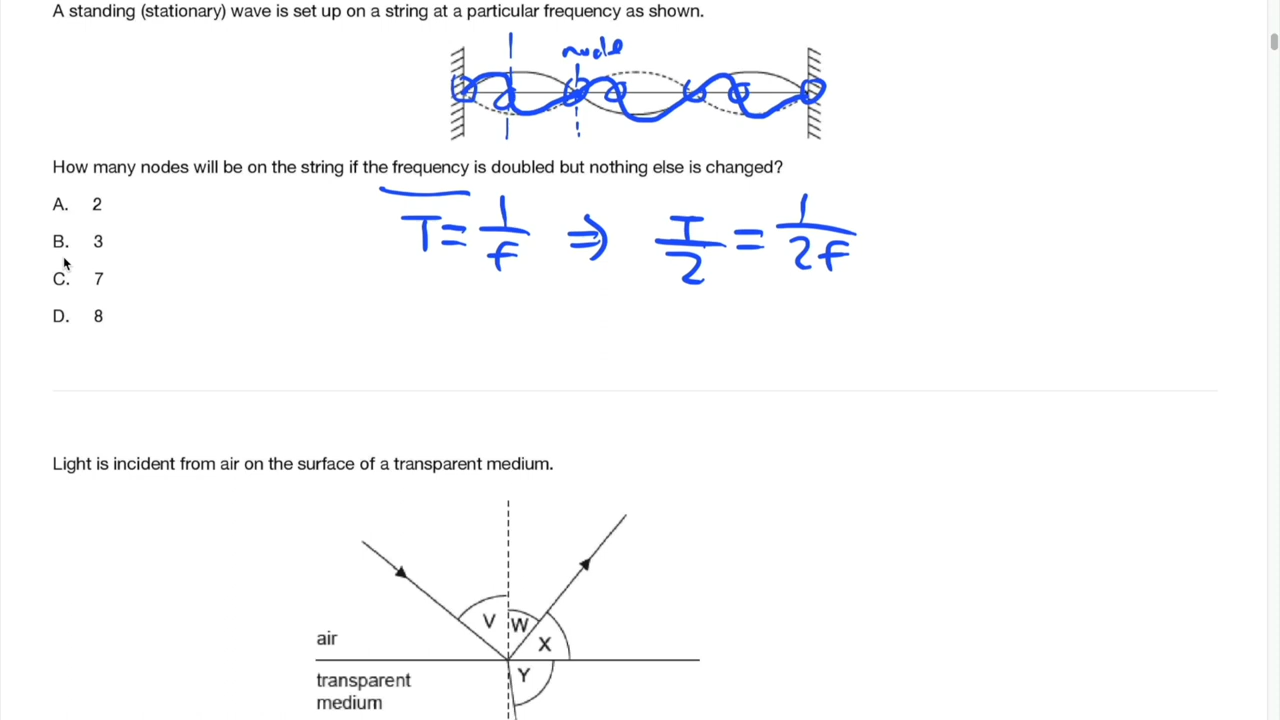 A standing (stationary) wave is set up on a string at a particular frequency as shown.
node
How many nodes will be on the string if the frequency is doubled but nothing else is changed?
A. 2
T = 1/f ⇒ T/2 = 1/2f
B. 3
C. 7
D. 8
Light is incident from air on the surface of a transparent medium.
V W
X
air
Y
transparent
medium